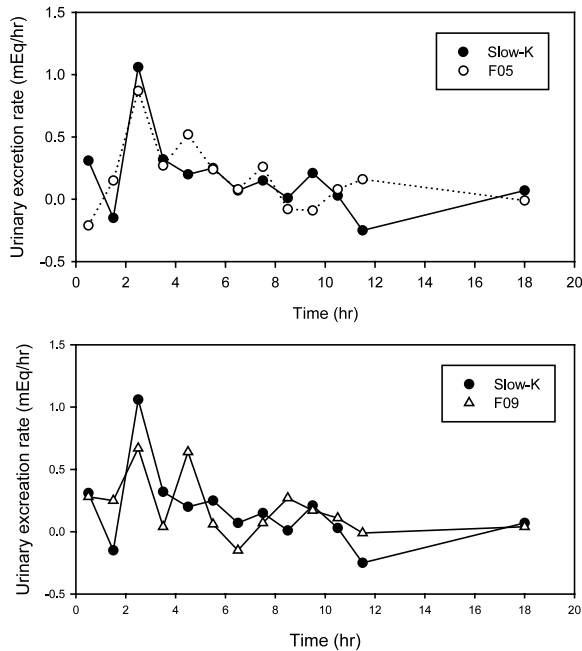 Urinary excretion rate (mEq/hr)
1.5
1.0
0.5
0.0
-0.5
Slow-K
F05
0 2 4 6 8 10 12 14 16 18 20
Time (hr)
Urinary excreation rate (mEq/hr)
1.5
1.0
0.5
0.0
-0.5
Slow-K
F09
0 2 4 6 8 10 12 14 16 18 20
Time (hr)